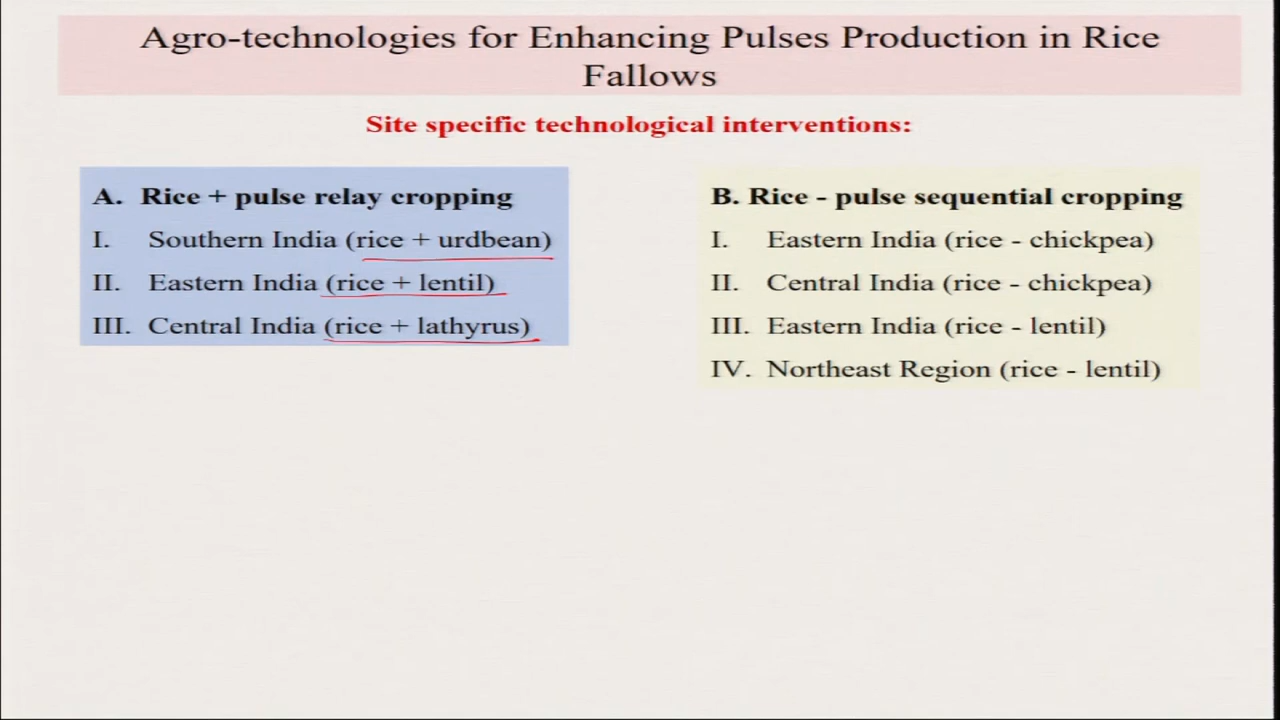 Agro-technologies for Enhancing Pulses Production in Rice
Fallows
Site specific technological interventions:
A. Rice + pulse relay cropping
I. Southern India (rice + urdbean)
II. Eastern India (rice + lentil)
III. Central India (rice + lathyrus)
B. Rice - pulse sequential cropping
I. Eastern India (rice - chickpea)
II. Central India (rice - chickpea)
III. Eastern India (rice - lentil)
IV. Northeast Region (rice - lentil)